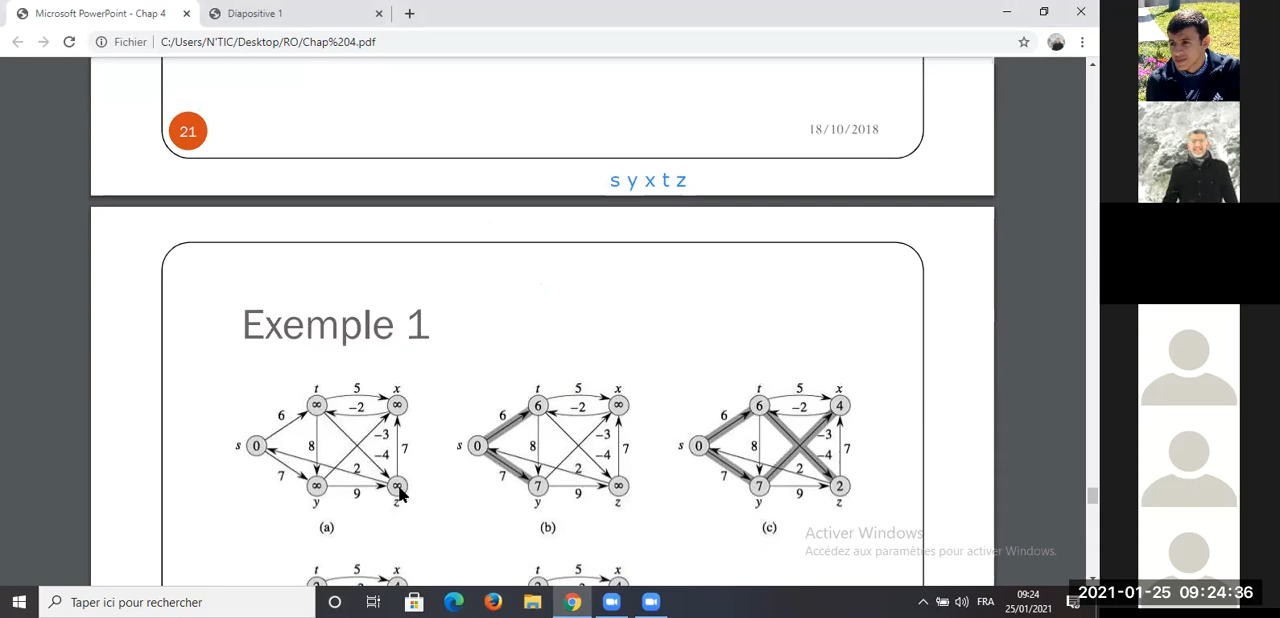 Microsoft PowerPoint - Chap 4
Diapositive 1
Fichier C:/Users/N'TIC/Desktop/RO/Chap%204.pdf
21
18/10/2018
s y x t z
Exemple 1
t 5 x
6 ∞ -2 ∞
s 0 8 -3 7
-4
7 2
∞ 9 ∞
y z
(a)
t 5 x
6 6 -2 ∞
s 0 8 -3 7
-4
7 2
7 9 ∞
y z
(b)
t 5 x
6 6 -2 4
s 0 8 -3 7
-4
7 2
7 9 2
y z
(c)
t 5 x
t 5 x
Activer Windows
Accédez aux paramètres pour activer Windows.
Taper ici pour rechercher
FRA
09:24
25/01/2021
2021-01-25 09:24:36